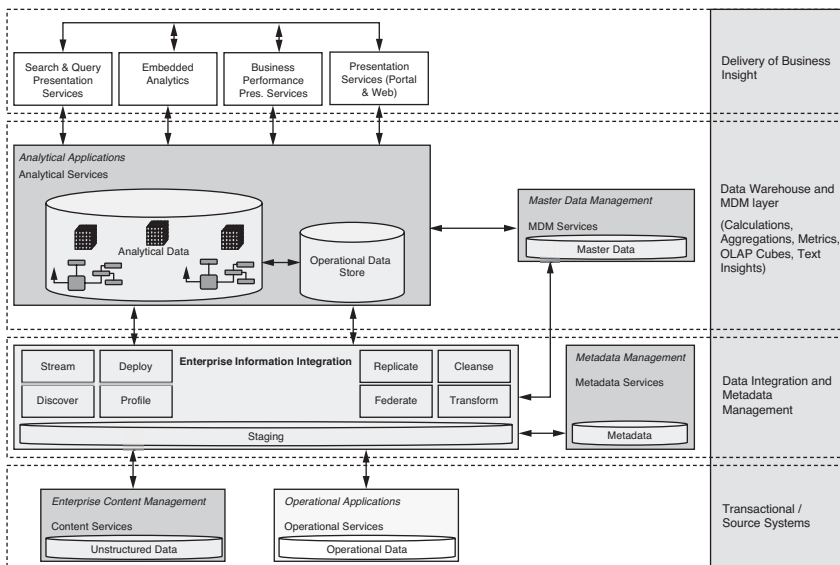 Search & Query
Presentation
Services
Embedded
Analytics
Business
Performance
Pres. Services
Presentation
Services (Portal
& Web)
Delivery of Business
Insight
Analytical Applications
Analytical Services
Analytical Data
Operational Data
Store
Master Data Management
MDM Services
Master Data
Data Warehouse and
MDM layer
(Calculations,
Aggregations, Metrics,
OLAP Cubes, Text
Insights)
Stream
Deploy
Discover
Profile
Enterprise Information Integration
Replicate
Cleanse
Federate
Transform
Staging
Metadata Management
Metadata Services
Metadata
Data Integration and
Metadata
Management
Enterprise Content Management
Content Services
Unstructured Data
Operational Applications
Operational Services
Operational Data
Transactional /
Source Systems